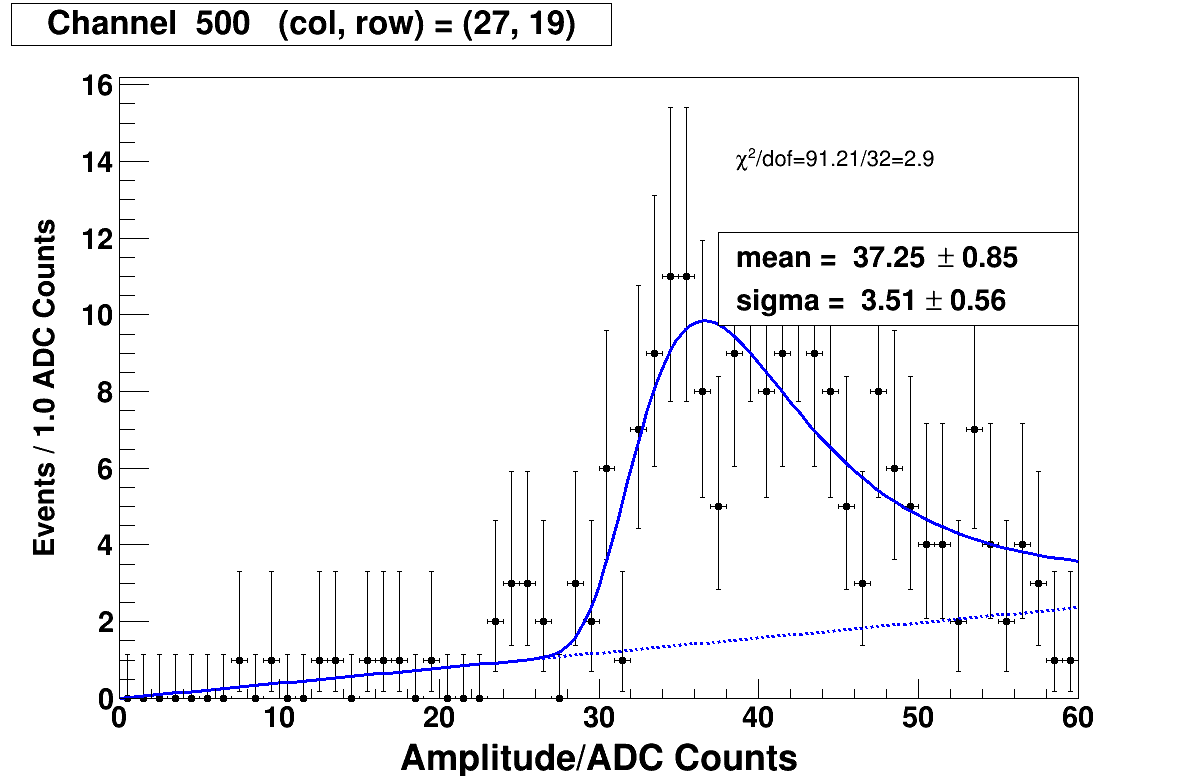 Channel 500 (col, row) = (27, 19)
16
14
12
10
8
6
4
2
0
χ²/dof=91.21/32=2.9
mean = 37.25 ± 0.85
sigma = 3.51 ± 0.56
Events / 1.0 ADC Counts
0 10 20 30 40 50 60
Amplitude/ADC Counts